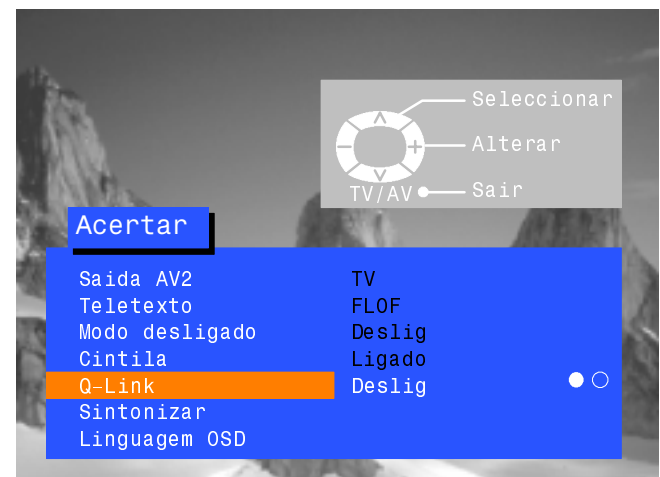 Seleccionar
Alterar
TV/AV Sair
Acertar
Saida AV2 TV
Teletexto FLOF
Modo desligado Deslig
Cintila Ligado
Q-Link Deslig
Sintonizar
Linguagem OSD